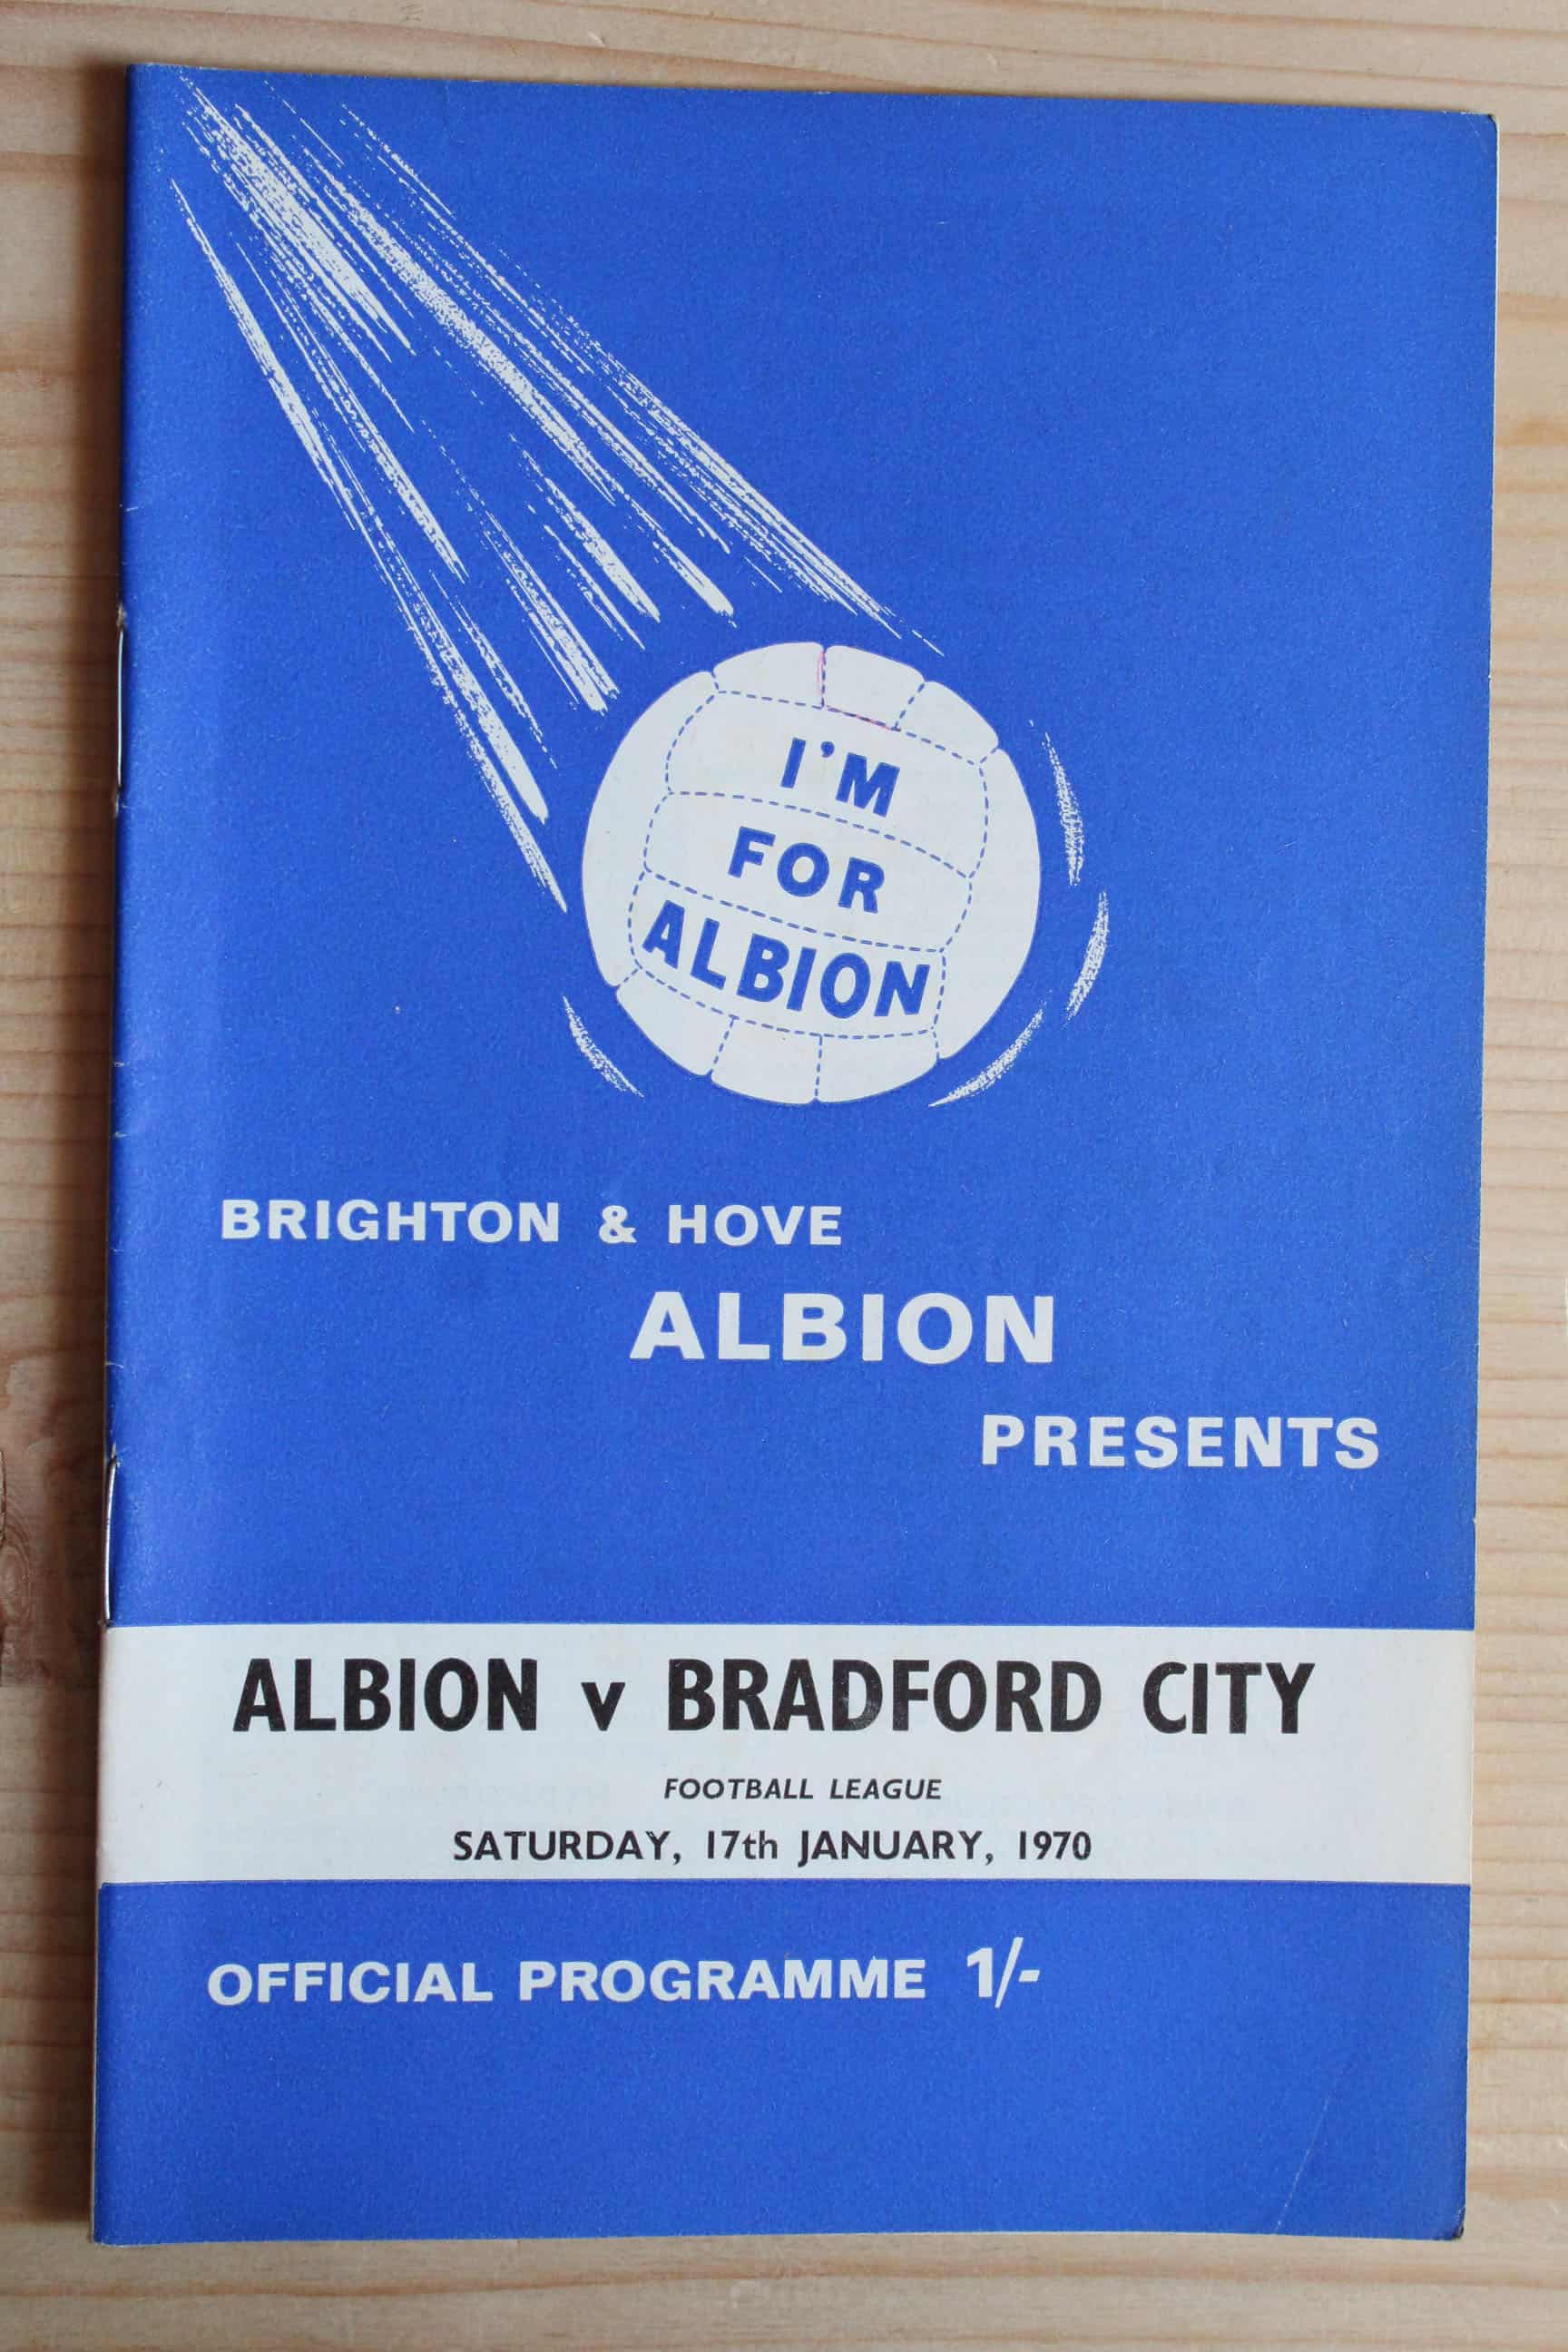 I'M
FOR
ALBION
BRIGHTON & HOVE
ALBION
PRESENTS
ALBION v BRADFORD CITY
FOOTBALL LEAGUE
SATURDAY, 17th JANUARY, 1970
OFFICIAL PROGRAMME 1/-